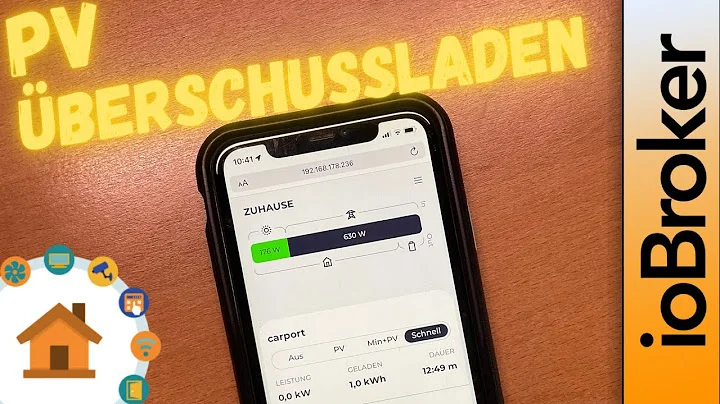 PV
ÜBERSCHUSSLADEN
10:41
AA
192.168.178.236
ZUHAUSE
176 W
630 W
carport
Aus
PV
Min+PV
Schnell
LEISTUNG
GELADEN
DAUER
0,0 kW
1,0 kWh
12:49 m
ioBroker